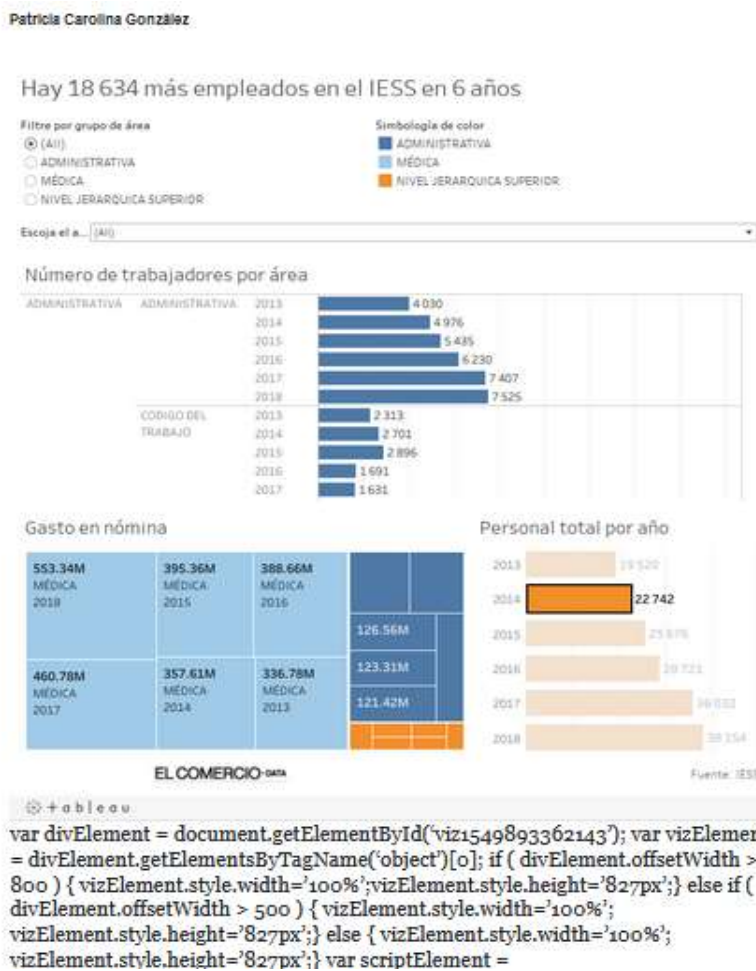 Patricia Carolina González
Hay 18 634 más empleados en el IESS en 6 años
Filtre por grupo de área
(All)
ADMINISTRATIVA
MÉDICA
NIVEL JERARQUICA SUPERIOR
Simbología de color
ADMINISTRATIVA
MÉDICA
NIVEL JERARQUICA SUPERIOR
Escoja el a... (All)
Número de trabajadores por área
ADMINISTRATIVA ADMINISTRATIVA 2013 4 030
2014 4 976
2015 5 435
2016 6 230
2017 7 407
2018 7 525
CODIGO DEL TRABAJO 2013 2 313
2014 2 701
2015 2 896
2016 1 691
2017 1 631
Gasto en nómina
553.34M
MÉDICA
2018
395.36M
MÉDICA
2015
388.66M
MÉDICA
2016
460.78M
MÉDICA
2017
357.61M
MÉDICA
2014
336.78M
MÉDICA
2013
126.56M
123.31M
121.42M
Personal total por año
2013 19 520
2014 22 742
2015
2016
2017
2018
EL COMERCIO-DATA
Fuente: IESS
+ableau
var divElement = document.getElementById(‘viz1549893362143’); var vizElement
= divElement.getElementsByTagName(‘object’)[0]; if ( divElement.offsetWidth >
800 ) { vizElement.style.width=’100%’;vizElement.style.height=’827px’;} else if (
divElement.offsetWidth > 500 ) { vizElement.style.width=’100%’;
vizElement.style.height=’827px’;} else { vizElement.style.width=’100%’;
vizElement.style.height=’827px’;} var scriptElement =